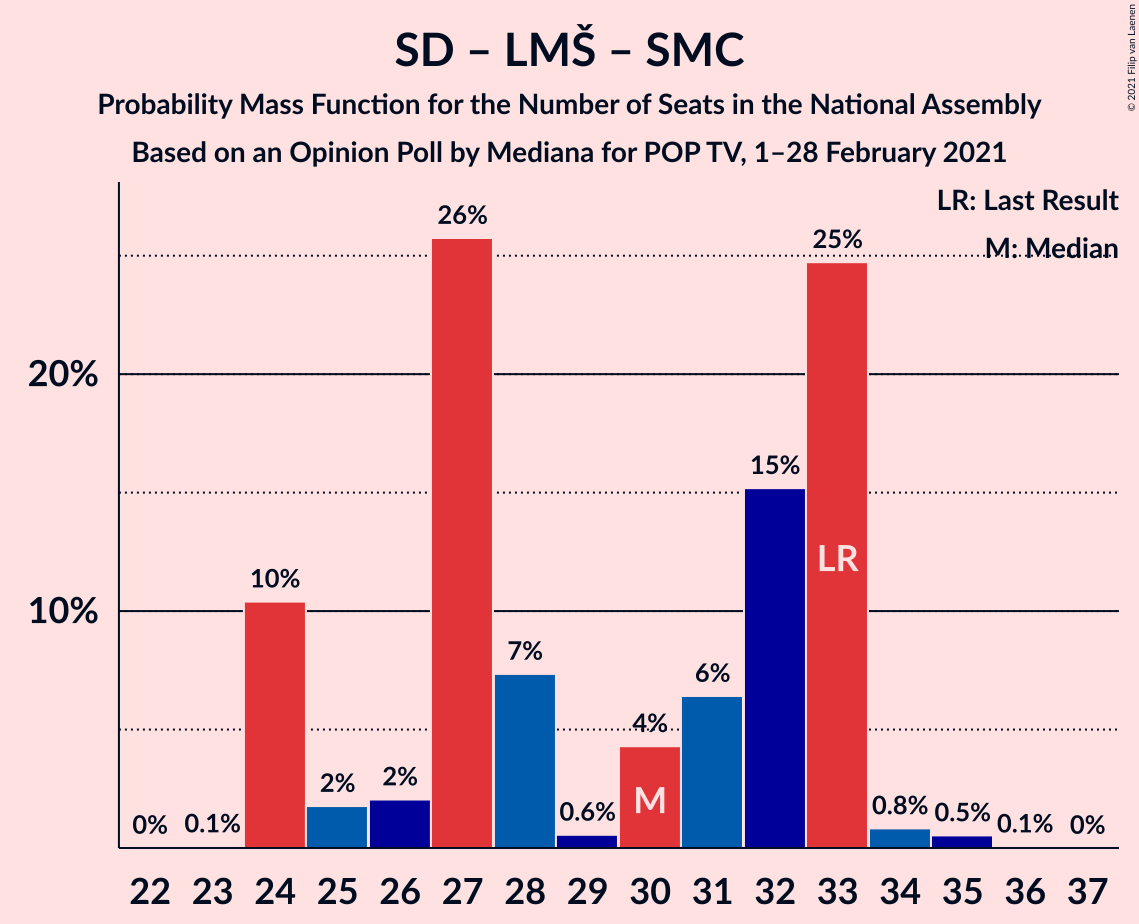 SD – LMŠ – SMC
Probability Mass Function for the Number of Seats in the National Assembly
Based on an Opinion Poll by Mediana for POP TV, 1–28 February 2021
© 2021 Filip van Laenen
LR: Last Result
M: Median
20%
10%
0%
0.1%
10%
2%
2%
26%
7%
0.6%
4%
6%
15%
25%
0.8%
0.5%
0.1%
0%
M
LR
22 23 24 25 26 27 28 29 30 31 32 33 34 35 36 37